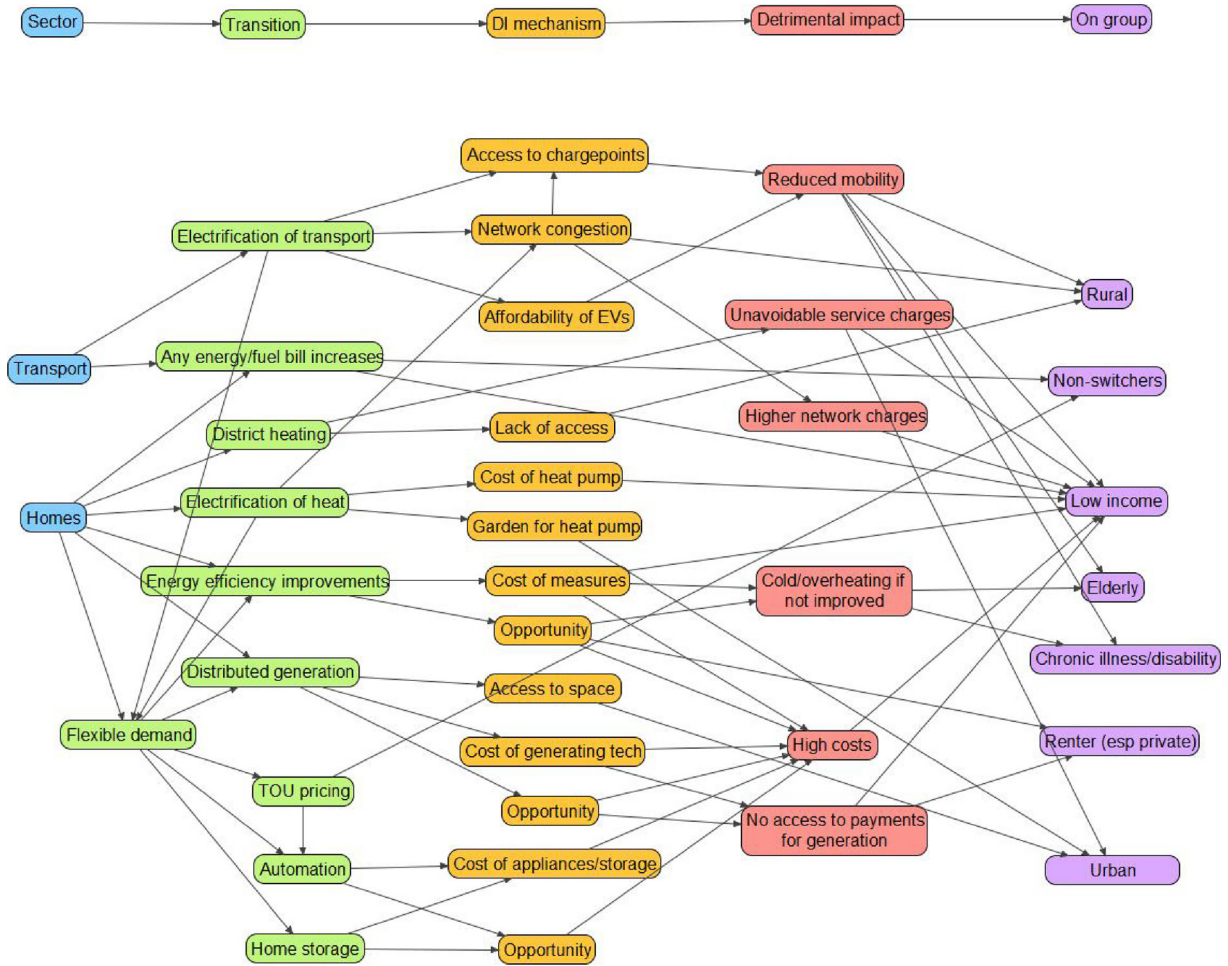 Sector
Transition
DI mechanism
Detrimental impact
On group
Access to chargepoints
Reduced mobility
Electrification of transport
Network congestion
Rural
Affordability of EVs
Unavoidable service charges
Transport
Any energy/fuel bill increases
Non-switchers
District heating
Lack of access
Higher network charges
Cost of heat pump
Electrification of heat
Low income
Homes
Garden for heat pump
Energy efficiency improvements
Cost of measures
Cold/overheating if
not improved
Elderly
Opportunity
Chronic illness/disability
Distributed generation
Access to space
Flexible demand
Cost of generating tech
High costs
Renter (esp private)
TOU pricing
Opportunity
No access to payments
for generation
Automation
Cost of appliances/storage
Urban
Home storage
Opportunity